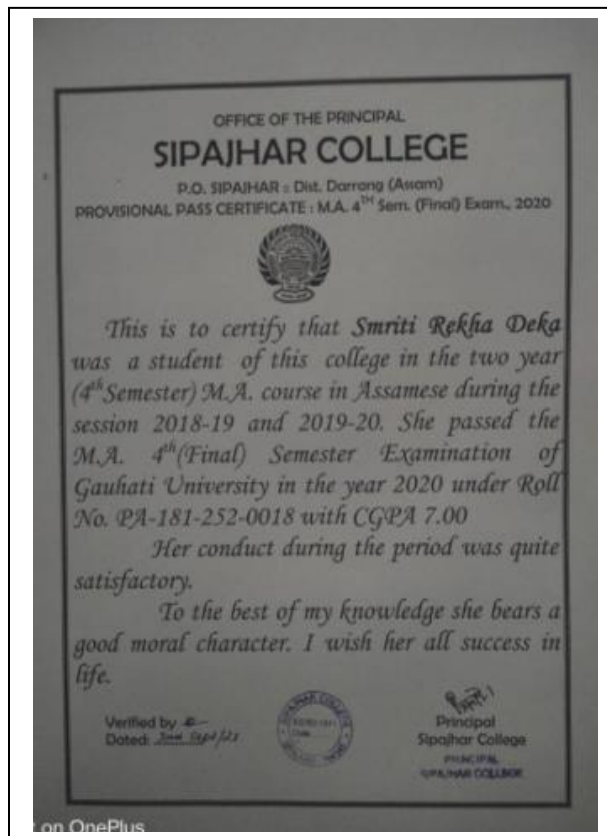 OFFICE OF THE PRINCIPAL
SIPAJHAR COLLEGE
P.O. SIPAJHAR :: Dist. Darrang (Assam)
PROVISIONAL PASS CERTIFICATE : M.A. 4TH Sem. (Final) Exam., 2020
This is to certify that Smriti Rekha Deka
was a student of this college in the two year
(4th Semester) M.A. course in Assamese during the
session 2018-19 and 2019-20. She passed the
M.A. 4th (Final) Semester Examination of
Gauhati University in the year 2020 under Roll
No. PA-181-252-0018 with CGPA 7.00
Her conduct during the period was quite
satisfactory.
To the best of my knowledge she bears a
good moral character. I wish her all success in
life.
Verified by
Dated:
SIPAJHAR COLLEGE
Principal
Sipajhar College
PRINCIPAL
SIPAJHAR COLLEGE
on OnePlus